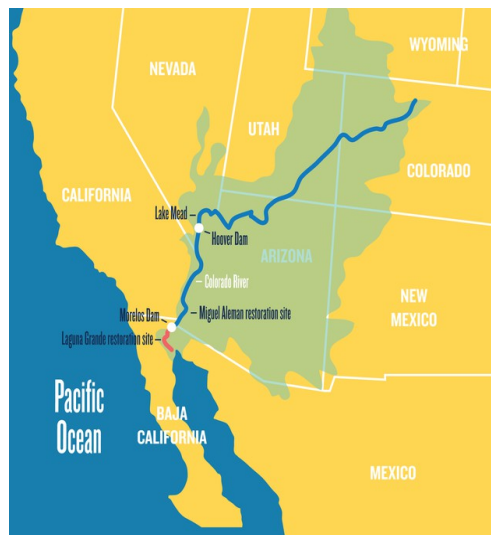 WYOMING
NEVADA
UTAH
COLORADO
CALIFORNIA
Lake Mead
Hoover Dam
ARIZONA
Colorado River
NEW
MEXICO
Morelos Dam
Miguel Aleman restoration site
Laguna Grande restoration site
Pacific
Ocean
BAJA
CALIFORNIA
MEXICO